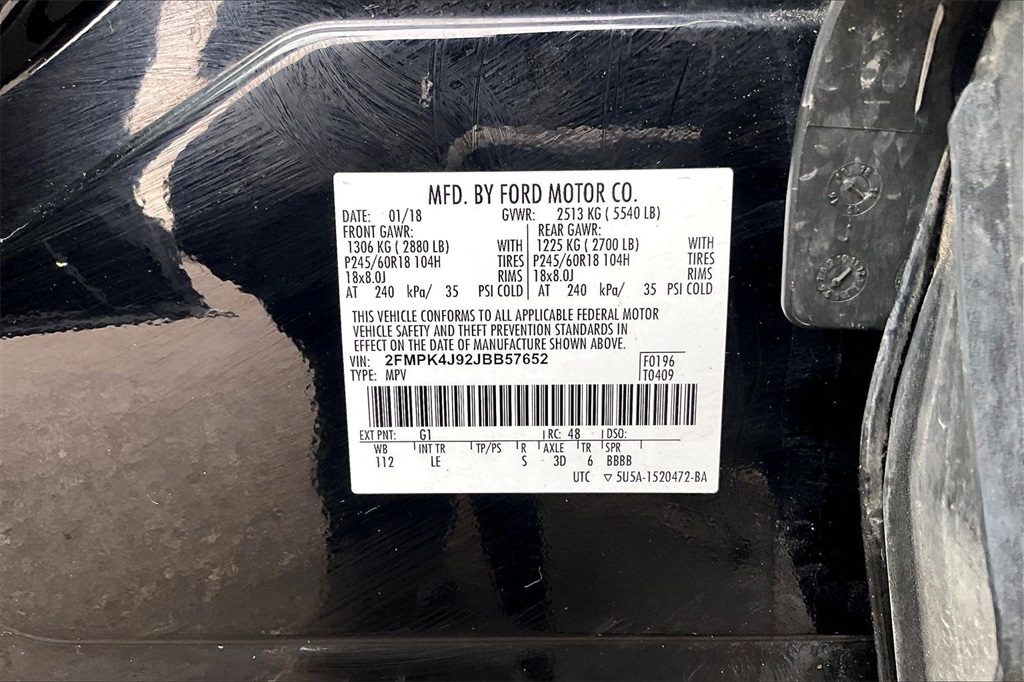 MFD. BY FORD MOTOR CO.
DATE: 01/18 GVWR: 2513 KG ( 5540 LB)
FRONT GAWR: REAR GAWR:
1306 KG ( 2880 LB) WITH 1225 KG ( 2700 LB) WITH
P245/60R18 104H TIRES P245/60R18 104H TIRES
18x8.0J RIMS 18x8.0J RIMS
AT 240 kPa/ 35 PSI COLD AT 240 kPa/ 35 PSI COLD
THIS VEHICLE CONFORMS TO ALL APPLICABLE FEDERAL MOTOR
VEHICLE SAFETY AND THEFT PREVENTION STANDARDS IN
EFFECT ON THE DATE OF MANUFACTURE SHOWN ABOVE.
VIN: 2FMPK4J92JBB57652 F0196
TYPE: MPV T0409
EXT PNT: G1 RC: 48 DSO:
WB INT TR TP/PS R AXLE TR SPR
112 LE S 3D 6 BBBB
UTC ▽ 5U5A-1520472-BA